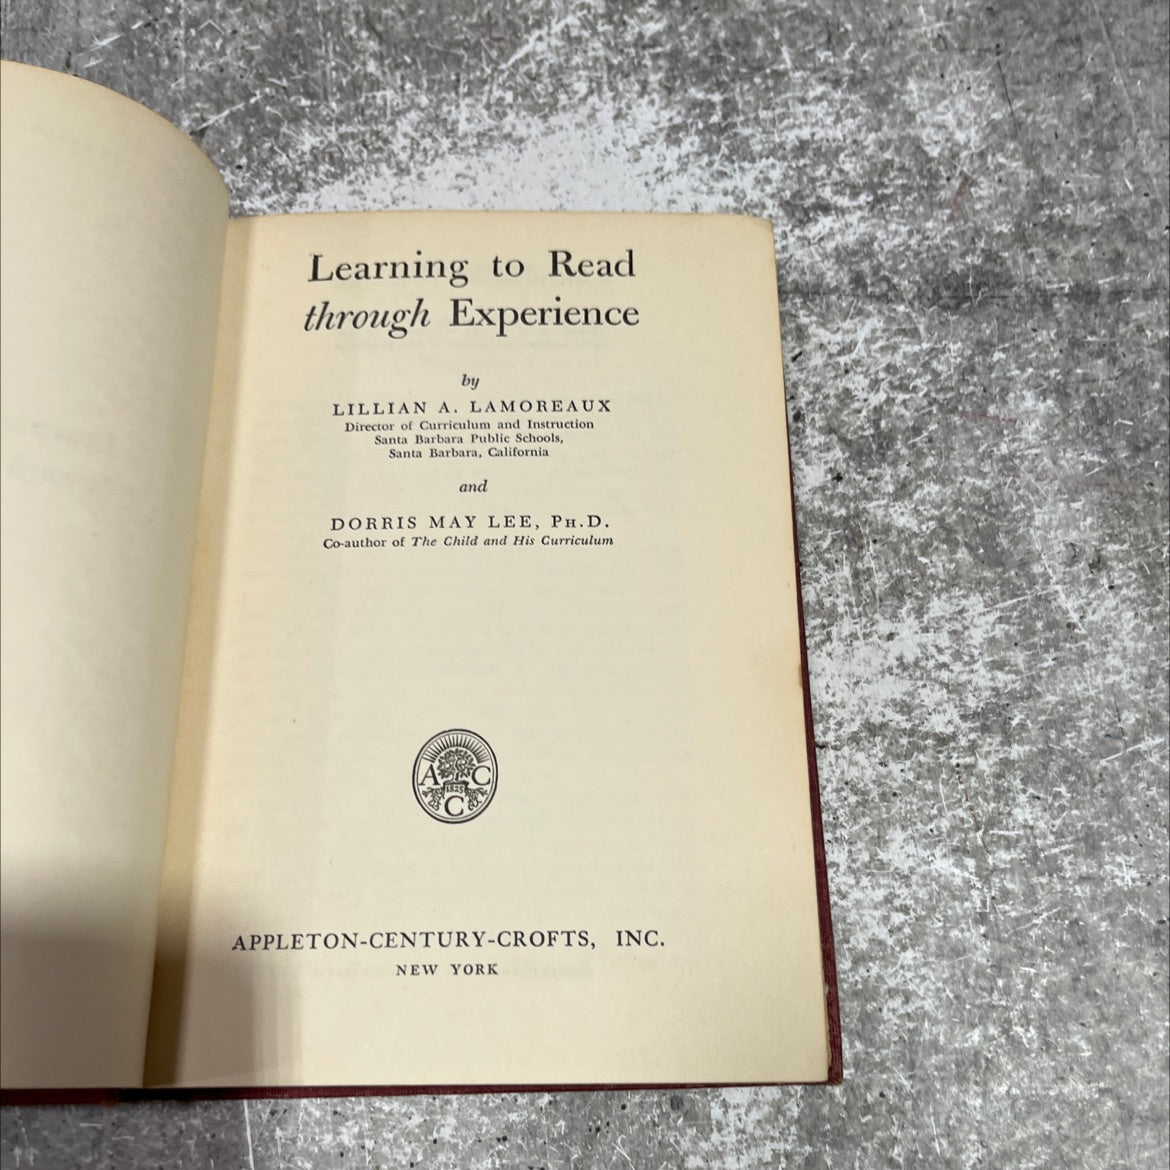 Learning to Read
through Experience
by
LILLIAN A. LAMOREAUX
Director of Curriculum and Instruction
Santa Barbara Public Schools,
Santa Barbara, California
and
DORRIS MAY LEE, PH.D.
Co-author of The Child and His Curriculum
A C
1825
C
APPLETON-CENTURY-CROFTS, INC.
NEW YORK